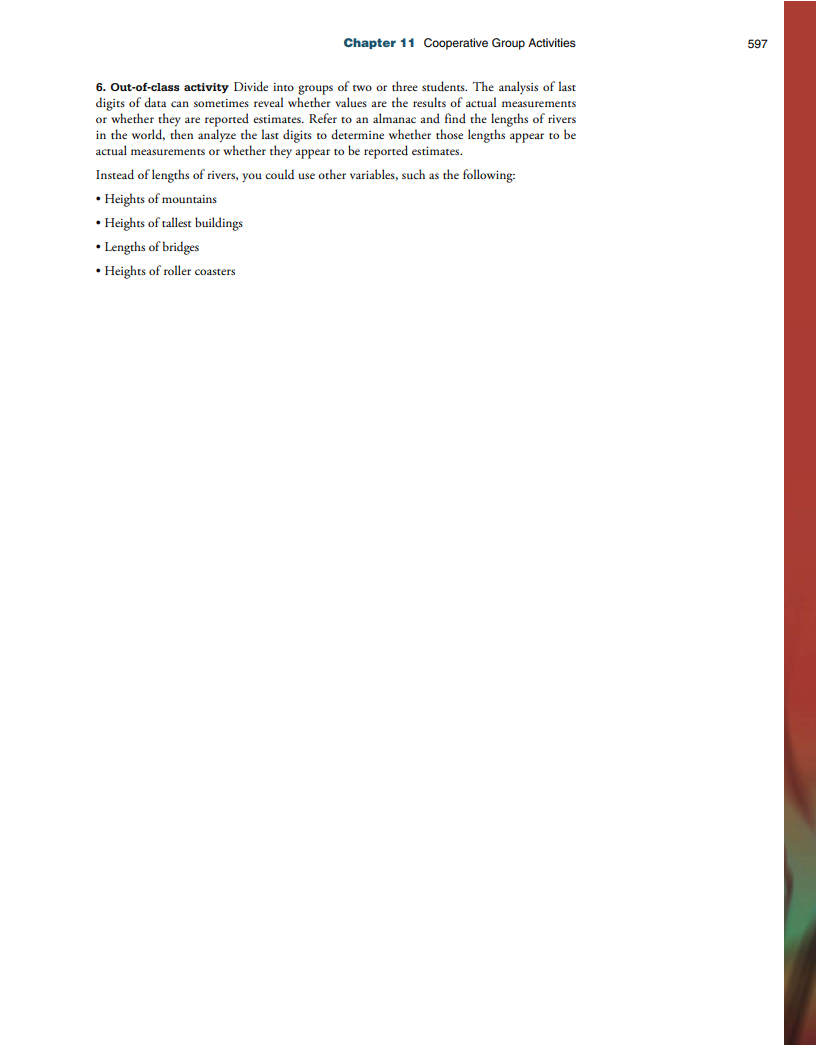 Chapter 11 Cooperative Group Activities 597
6. Out-of-class activity Divide into groups of two or three students. The analysis of last
digits of data can sometimes reveal whether values are the results of actual measurements
or whether they are reported estimates. Refer to an almanac and find the lengths of rivers
in the world, then analyze the last digits to determine whether those lengths appear to be
actual measurements or whether they appear to be reported estimates.
Instead of lengths of rivers, you could use other variables, such as the following:
• Heights of mountains
• Heights of tallest buildings
• Lengths of bridges
• Heights of roller coasters